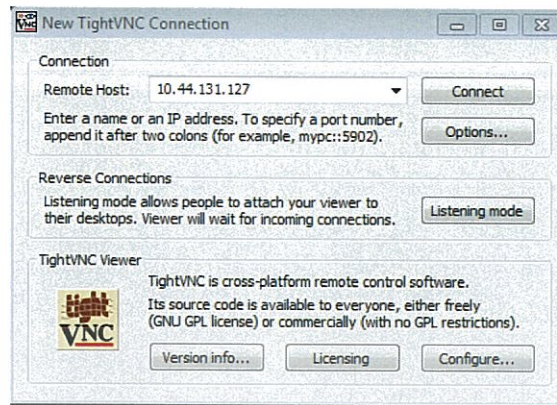 New TightVNC Connection
Connection
Remote Host: 10.44.131.127
Connect
Enter a name or an IP address. To specify a port number,
append it after two colons (for example, mypc::5902).
Options...
Reverse Connections
Listening mode allows people to attach your viewer to
their desktops. Viewer will wait for incoming connections.
Listening mode
TightVNC Viewer
tight
VNC
TightVNC is cross-platform remote control software.
Its source code is available to everyone, either freely
(GNU GPL license) or commercially (with no GPL restrictions).
Version info...
Licensing
Configure...